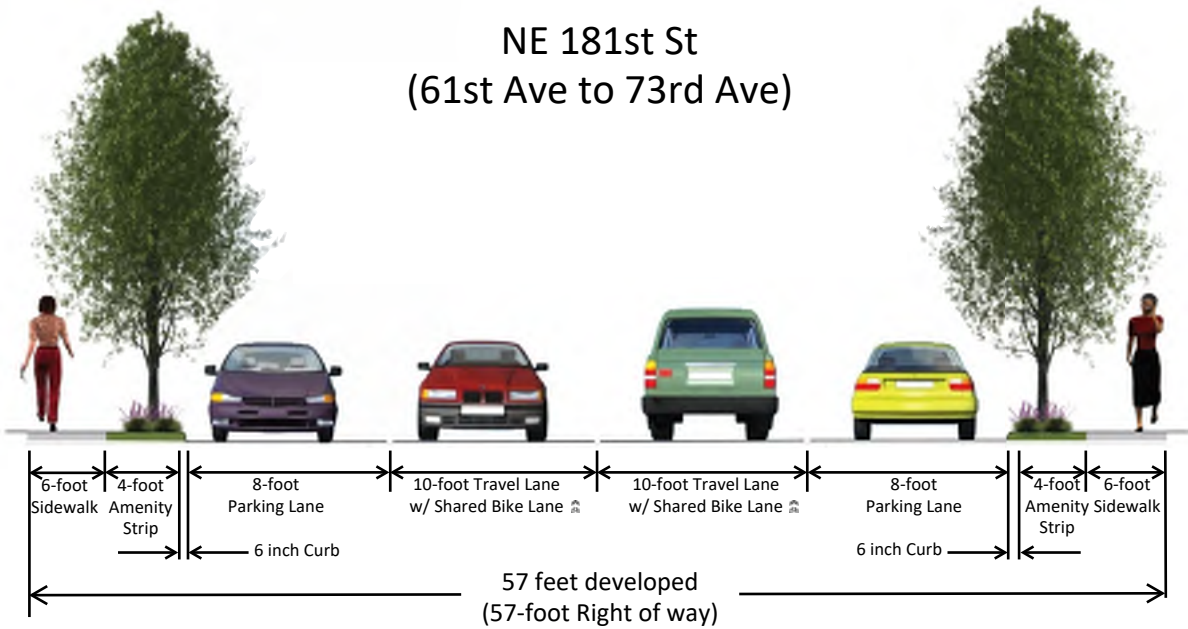 NE 181st St
(61st Ave to 73rd Ave)
6-foot
Sidewalk
4-foot
Amenity
Strip
8-foot
Parking Lane
10-foot Travel Lane
w/ Shared Bike Lane
10-foot Travel Lane
w/ Shared Bike Lane
8-foot
Parking Lane
4-foot
Amenity
Strip
6-foot
Sidewalk
6 inch Curb
6 inch Curb
57 feet developed
(57-foot Right of way)